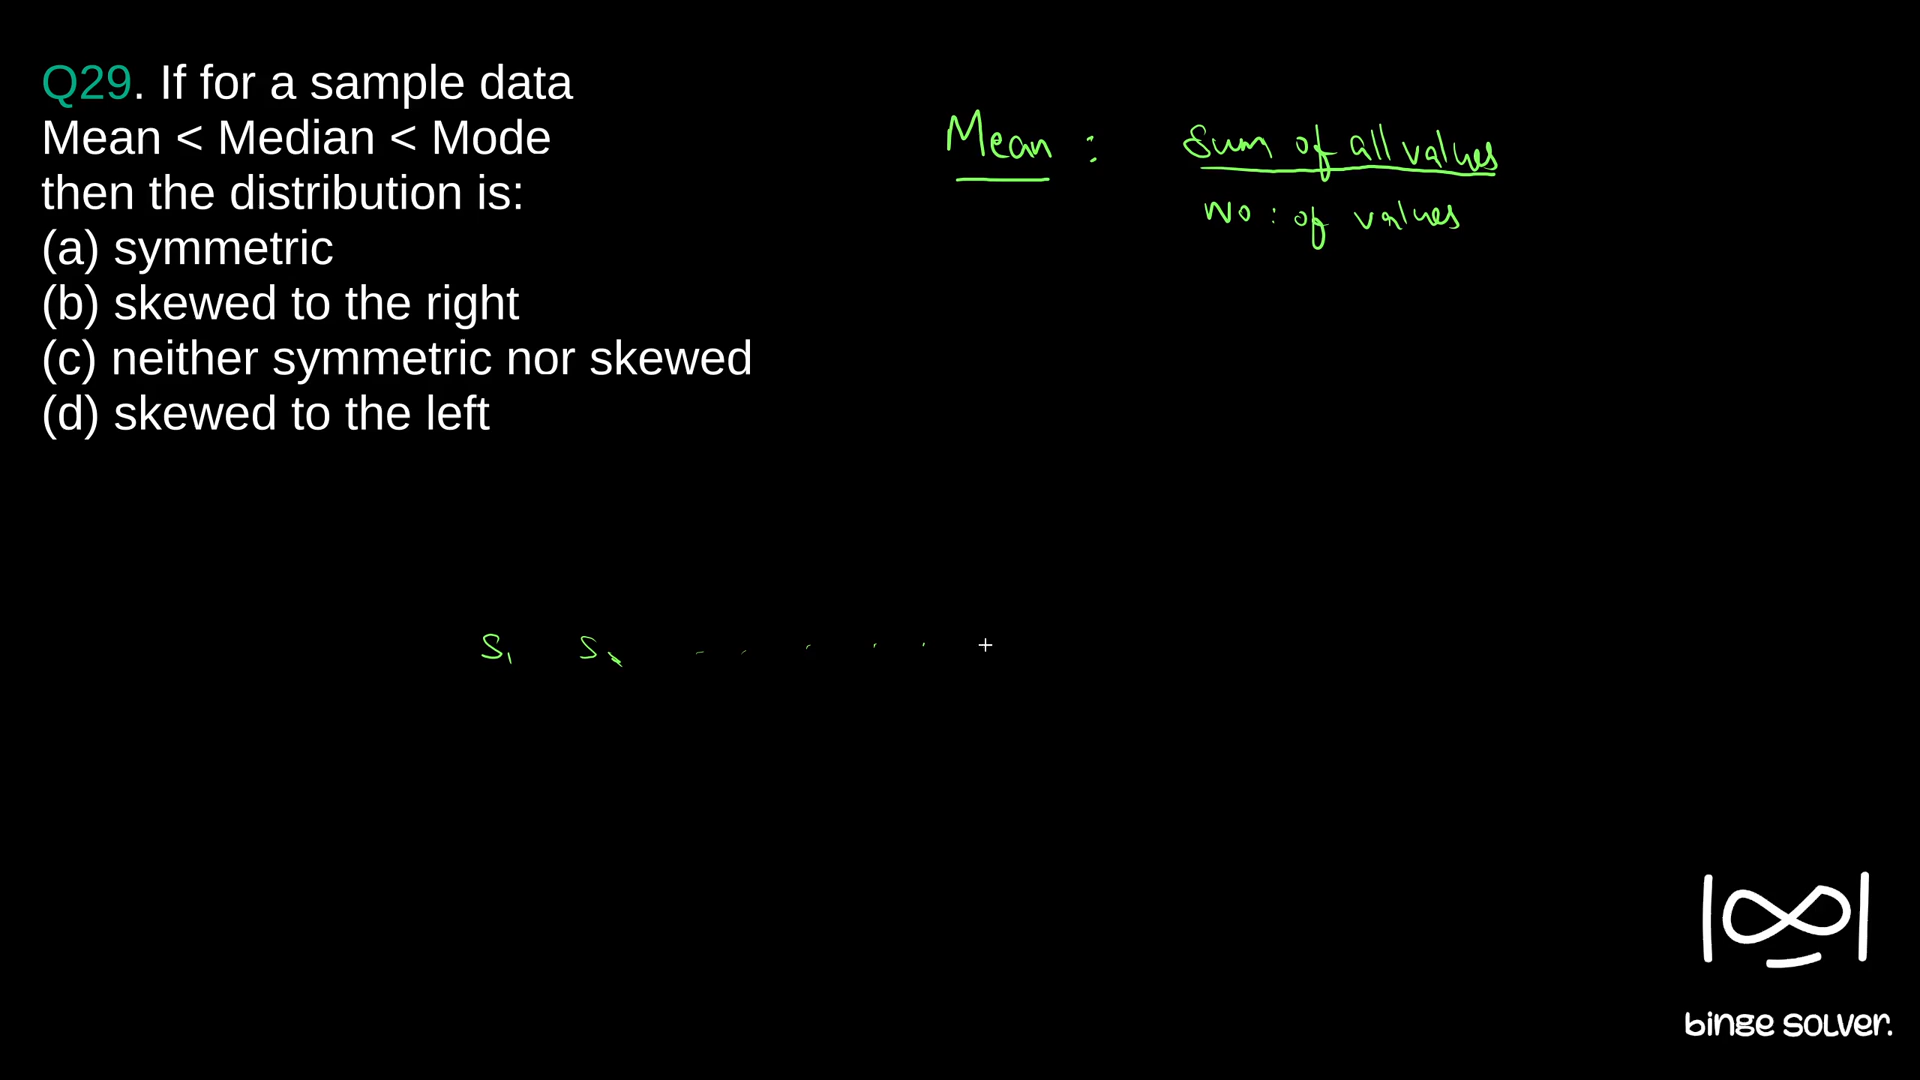 Q29. If for a sample data
Mean < Median < Mode
then the distribution is:
(a) symmetric
(b) skewed to the right
(c) neither symmetric nor skewed
(d) skewed to the left
Mean : Sum of all values
No : of values
S₁ S₂ - - . . . .
binge solver.